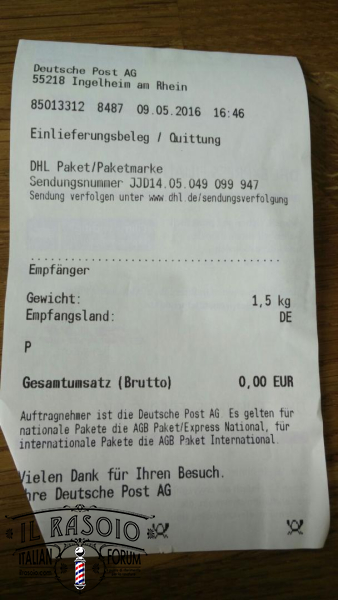 Deutsche Post AG
55218 Ingelheim am Rhein
85013312 8487 09.05.2016 16:46
Einlieferungsbeleg / Quittung
DHL Paket/Paketmarke
Sendungsnummer JJD14.05.049 099 947
Sendung verfolgen unter www.dhl.de/sendungsverfolgung
Empfänger
Gewicht: 1,5 kg
Empfangsland: DE
P
Gesamtumsatz (Brutto) 0,00 EUR
Auftragnehmer ist die Deutsche Post AG. Es gelten für
nationale Pakete die AGB Paket/Express National, für
internationale Pakete die AGB Paket International.
Vielen Dank für Ihren Besuch.
Ihre Deutsche Post AG
IL RASOIO
ITALIAN FORUM